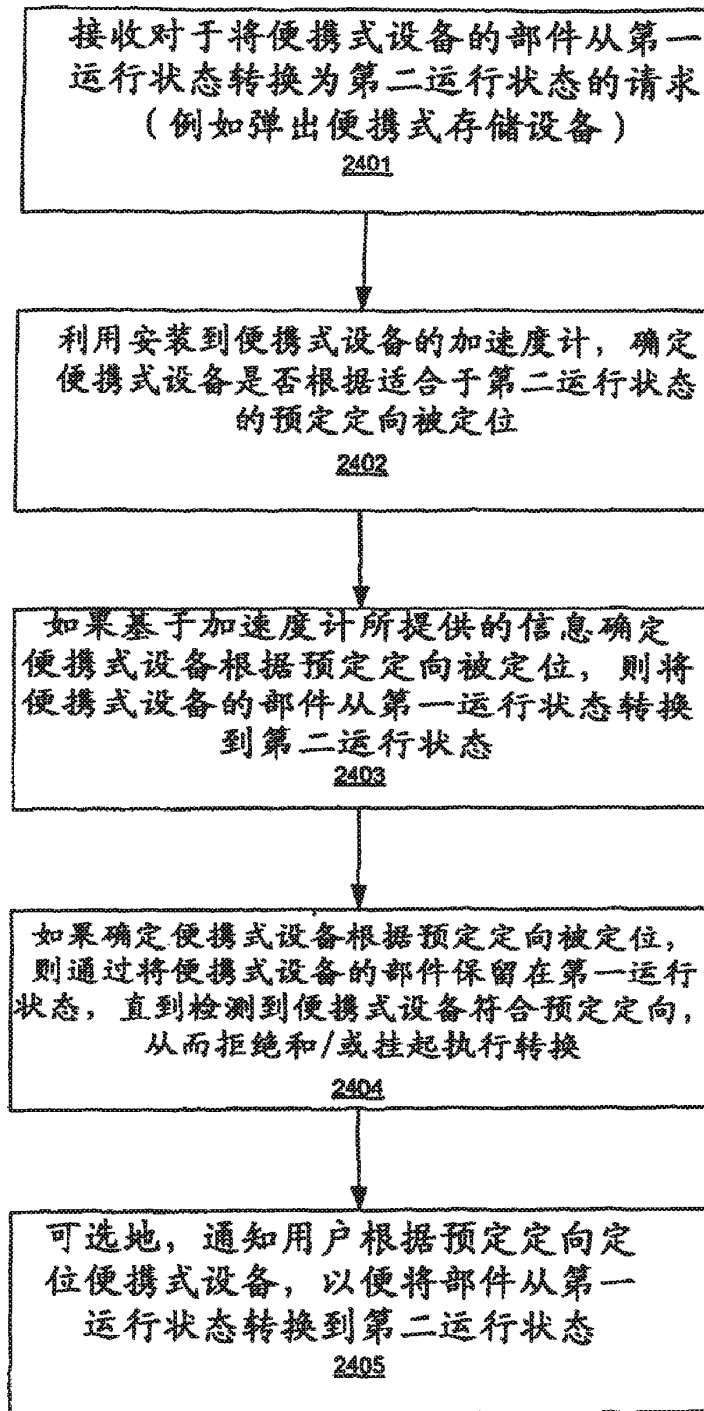 接收对于将便携式设备的部件从第一
运行状态转换为第二运行状态的请求
(例如弹出便携式存储设备)
2401
利用安装到便携式设备的加速度计，确定
便携式设备是否根据适合于第二运行状态
的预定定向被定位
2402
如果基于加速度计所提供的信息确定
便携式设备根据预定定向被定位，则将
便携式设备的部件从第一运行状态转换
到第二运行状态
2403
如果确定便携式设备根据预定定向被定位，
则通过将便携式设备的部件保留在第一运行
状态，直到检测到便携式设备符合预定定向，
从而拒绝和/或挂起执行转换
2404
可选地，通知用户根据预定定向定
位便携式设备，以便将部件从第一
运行状态转换到第二运行状态
2405